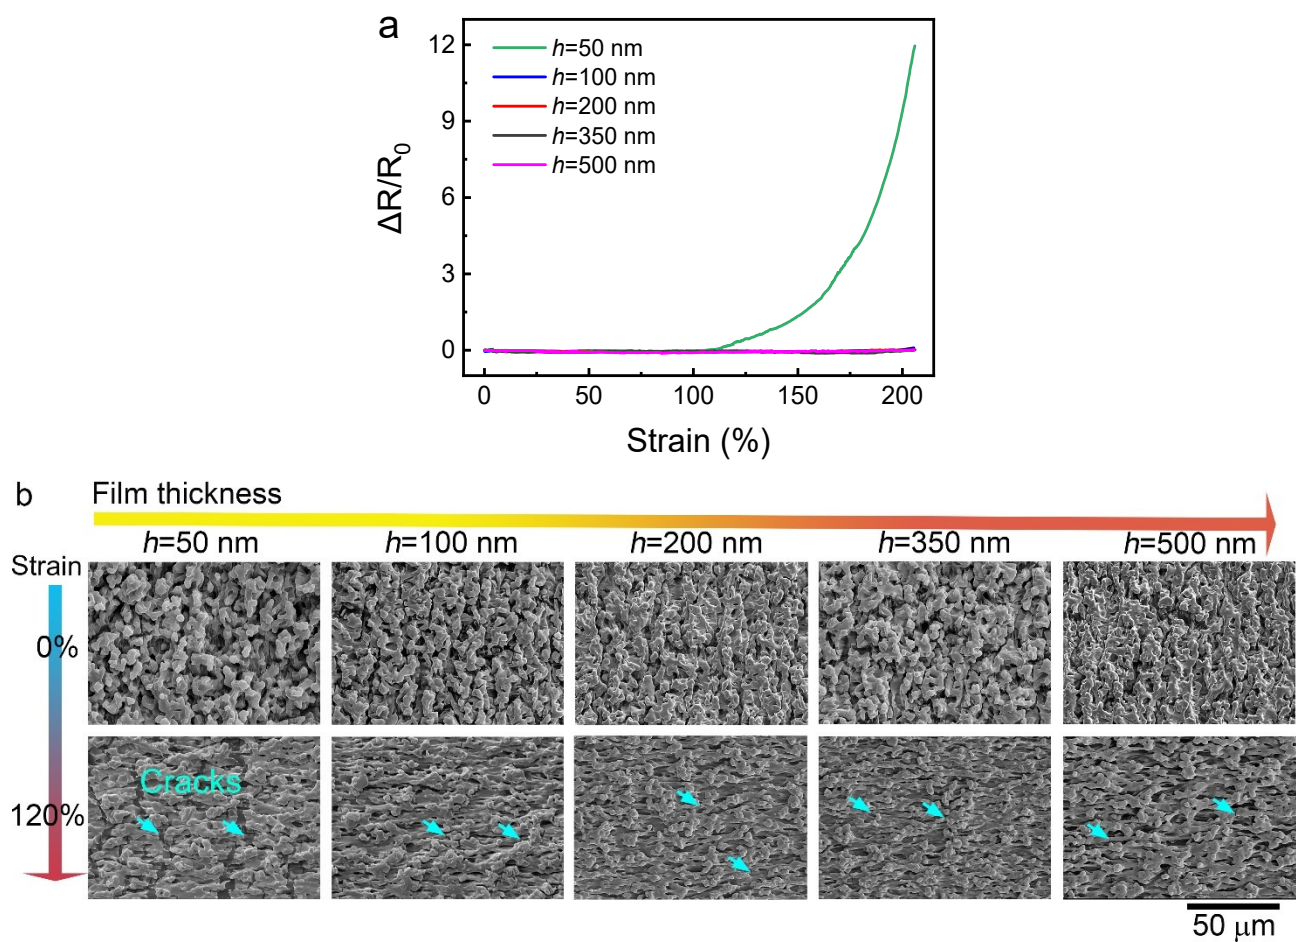 a
12
9
6
3
0
ΔR/R0
h=50 nm
h=100 nm
h=200 nm
h=350 nm
h=500 nm
0 50 100 150 200
Strain (%)
b
Film thickness
h=50 nm h=100 nm h=200 nm h=350 nm h=500 nm
Strain
0%
Cracks
120%
50 μm